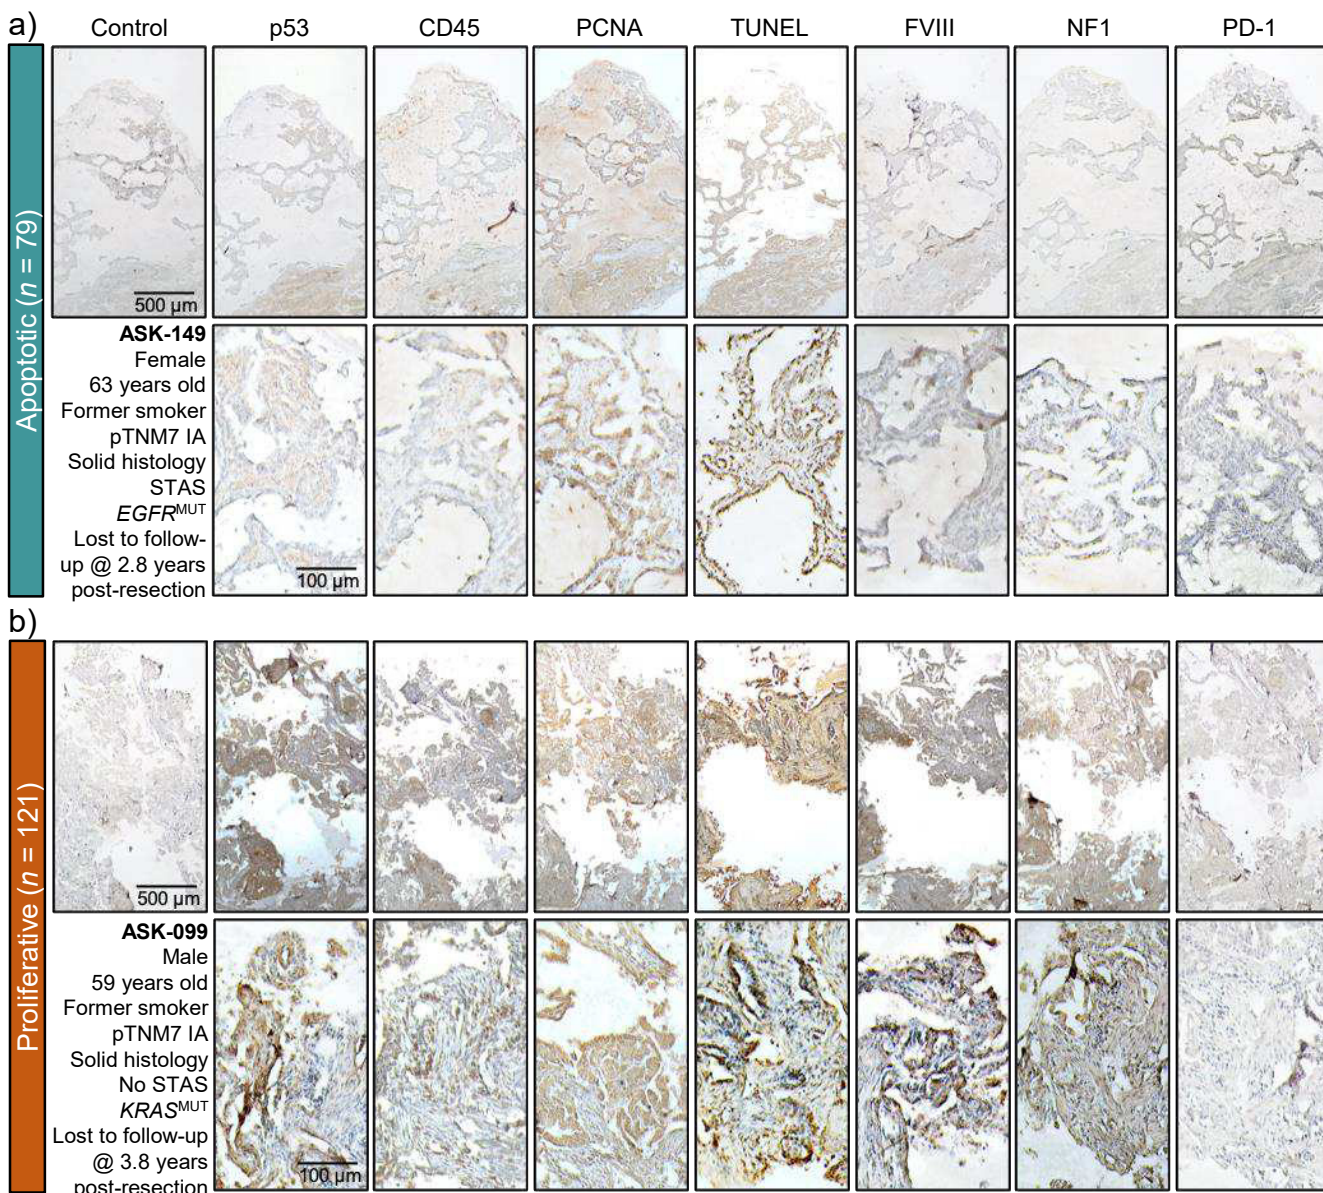 a)
Control p53 CD45 PCNA TUNEL FVIII NF1 PD-1
Apoptotic (n = 79)
500 µm
ASK-149
Female
63 years old
Former smoker
pTNM7 IA
Solid histology
STAS
EGFRMUT
Lost to follow-
up @ 2.8 years
post-resection
100 µm
b)
Proliferative (n = 121)
500 µm
ASK-099
Male
59 years old
Former smoker
pTNM7 IA
Solid histology
No STAS
KRASMUT
Lost to follow-up
@ 3.8 years
post-resection
100 µm